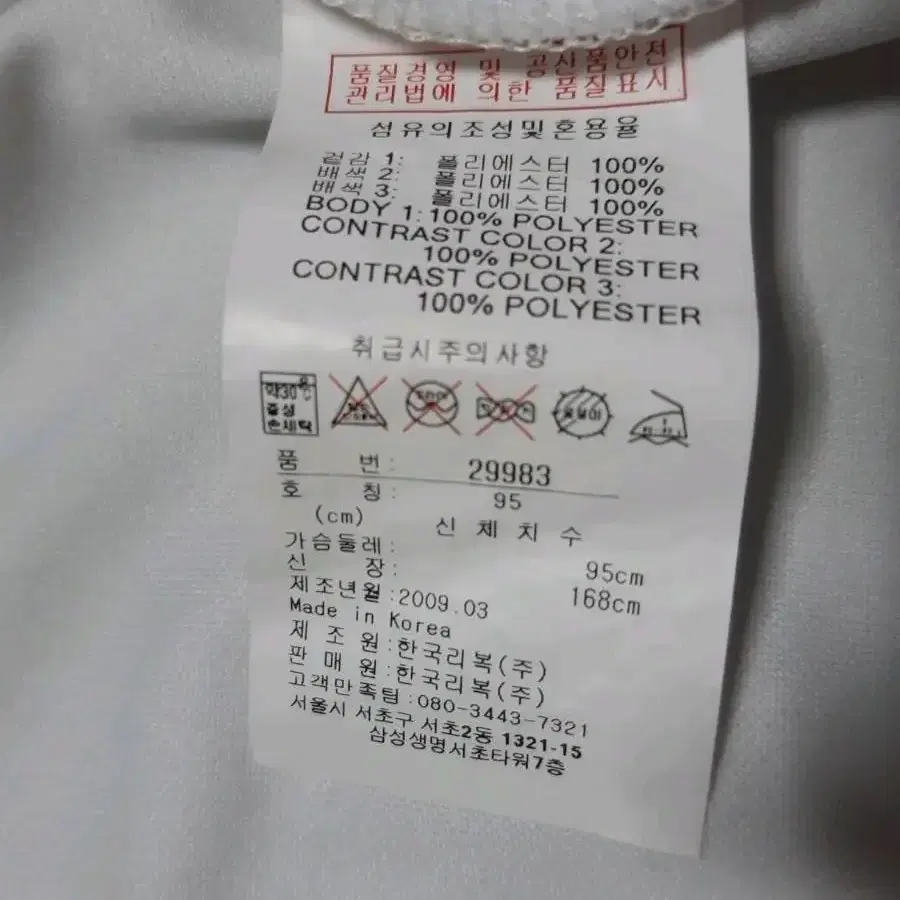 품질경영 및 공산품안전
관리법에 의한 품질표시
섬유의조성및혼용율
겉감 1: 폴리에스터 100%
배색 2: 폴리에스터 100%
배색 3: 폴리에스터 100%
BODY 1:100% POLYESTER
CONTRAST COLOR 2:
100% POLYESTER
CONTRAST COLOR 3:
100% POLYESTER
취급시주의사항
약30℃
중성
손세탁
드라이
품 번: 29983
호 칭: 95
(cm) 신 체 치 수
가슴둘레: 95cm
신 장: 168cm
제조년월:2009.03
Made in Korea
제 조 원:한국리복(주)
판 매 원:한국리복(주)
고객만족팀:080-3443-7321
서울시 서초구 서초2동 1321-15
삼성생명서초타워7층